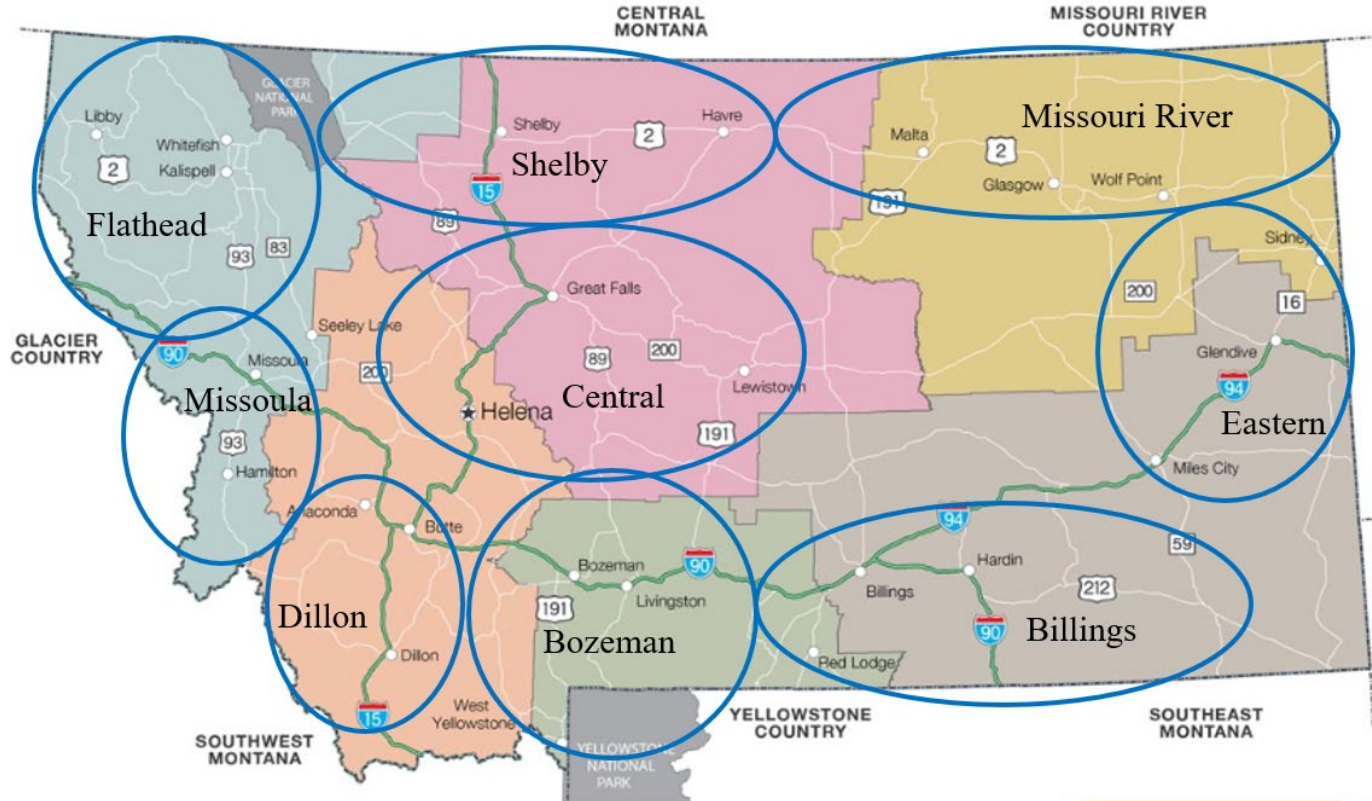 CENTRAL
MONTANA
MISSOURI RIVER
COUNTRY
GLACIER
NATIONAL
PARK
Libby
Whitefish
Kalispell
2
Flathead
93
83
Shelby
Havre
2
Shelby
15
89
Missouri River
Malta
2
Glasgow
Wolf Point
191
Sidney
200
16
GLACIER
COUNTRY
90
Seeley Lake
Missoula
Missoula
200
93
Hamilton
Great Falls
89
200
Lewistown
Central
Helena
191
Glendive
94
Eastern
Miles City
Anaconda
Butte
Dillon
Dillon
15
West
Yellowstone
SOUTHWEST
MONTANA
Bozeman
90
191
Livingston
Bozeman
Red Lodge
94
59
Billings
Hardin
212
90
Billings
YELLOWSTONE
NATIONAL
PARK
YELLOWSTONE
COUNTRY
SOUTHEAST
MONTANA